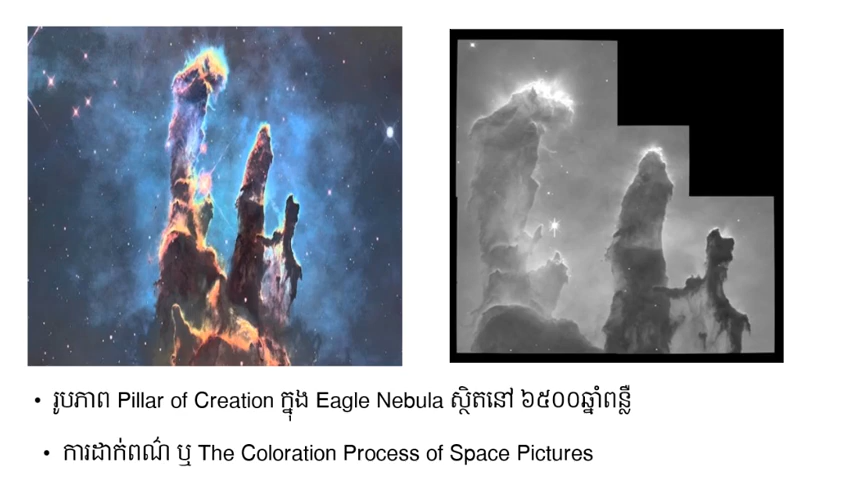 • រូបភាព Pillar of Creation ក្នុង Eagle Nebula ស្ថិតនៅ ៦៥០០ឆ្នាំពន្លឺ
• ការដាក់ពណ៌ ឬ The Coloration Process of Space Pictures